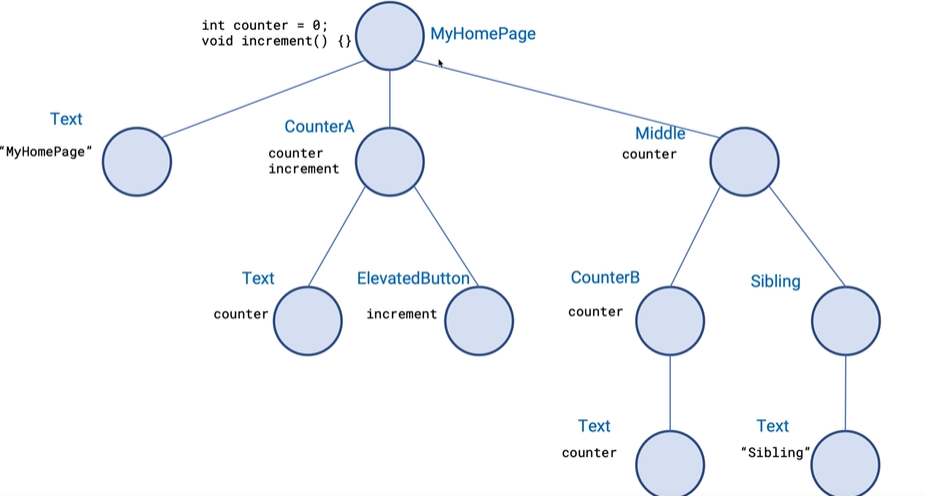 int counter = 0;
void increment() {}
MyHomePage
Text
"MyHomePage"
CounterA
counter
increment
Middle
counter
Text
counter
ElevatedButton
increment
CounterB
counter
Sibling
Text
counter
Text
"Sibling"